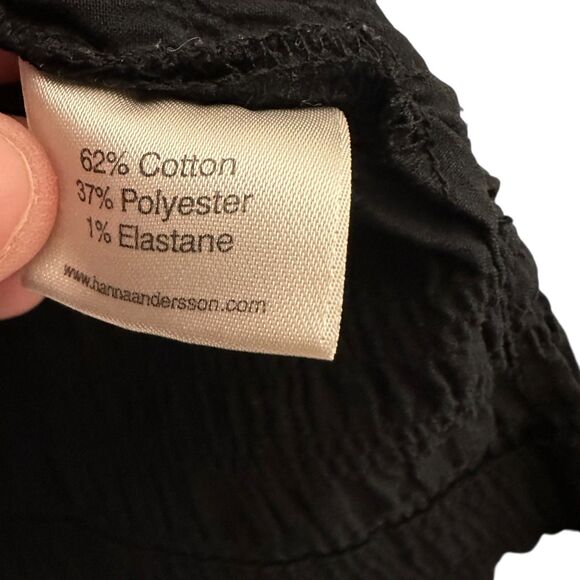 62% Cotton
37% Polyester
1% Elastane
www.hannaandersson.com